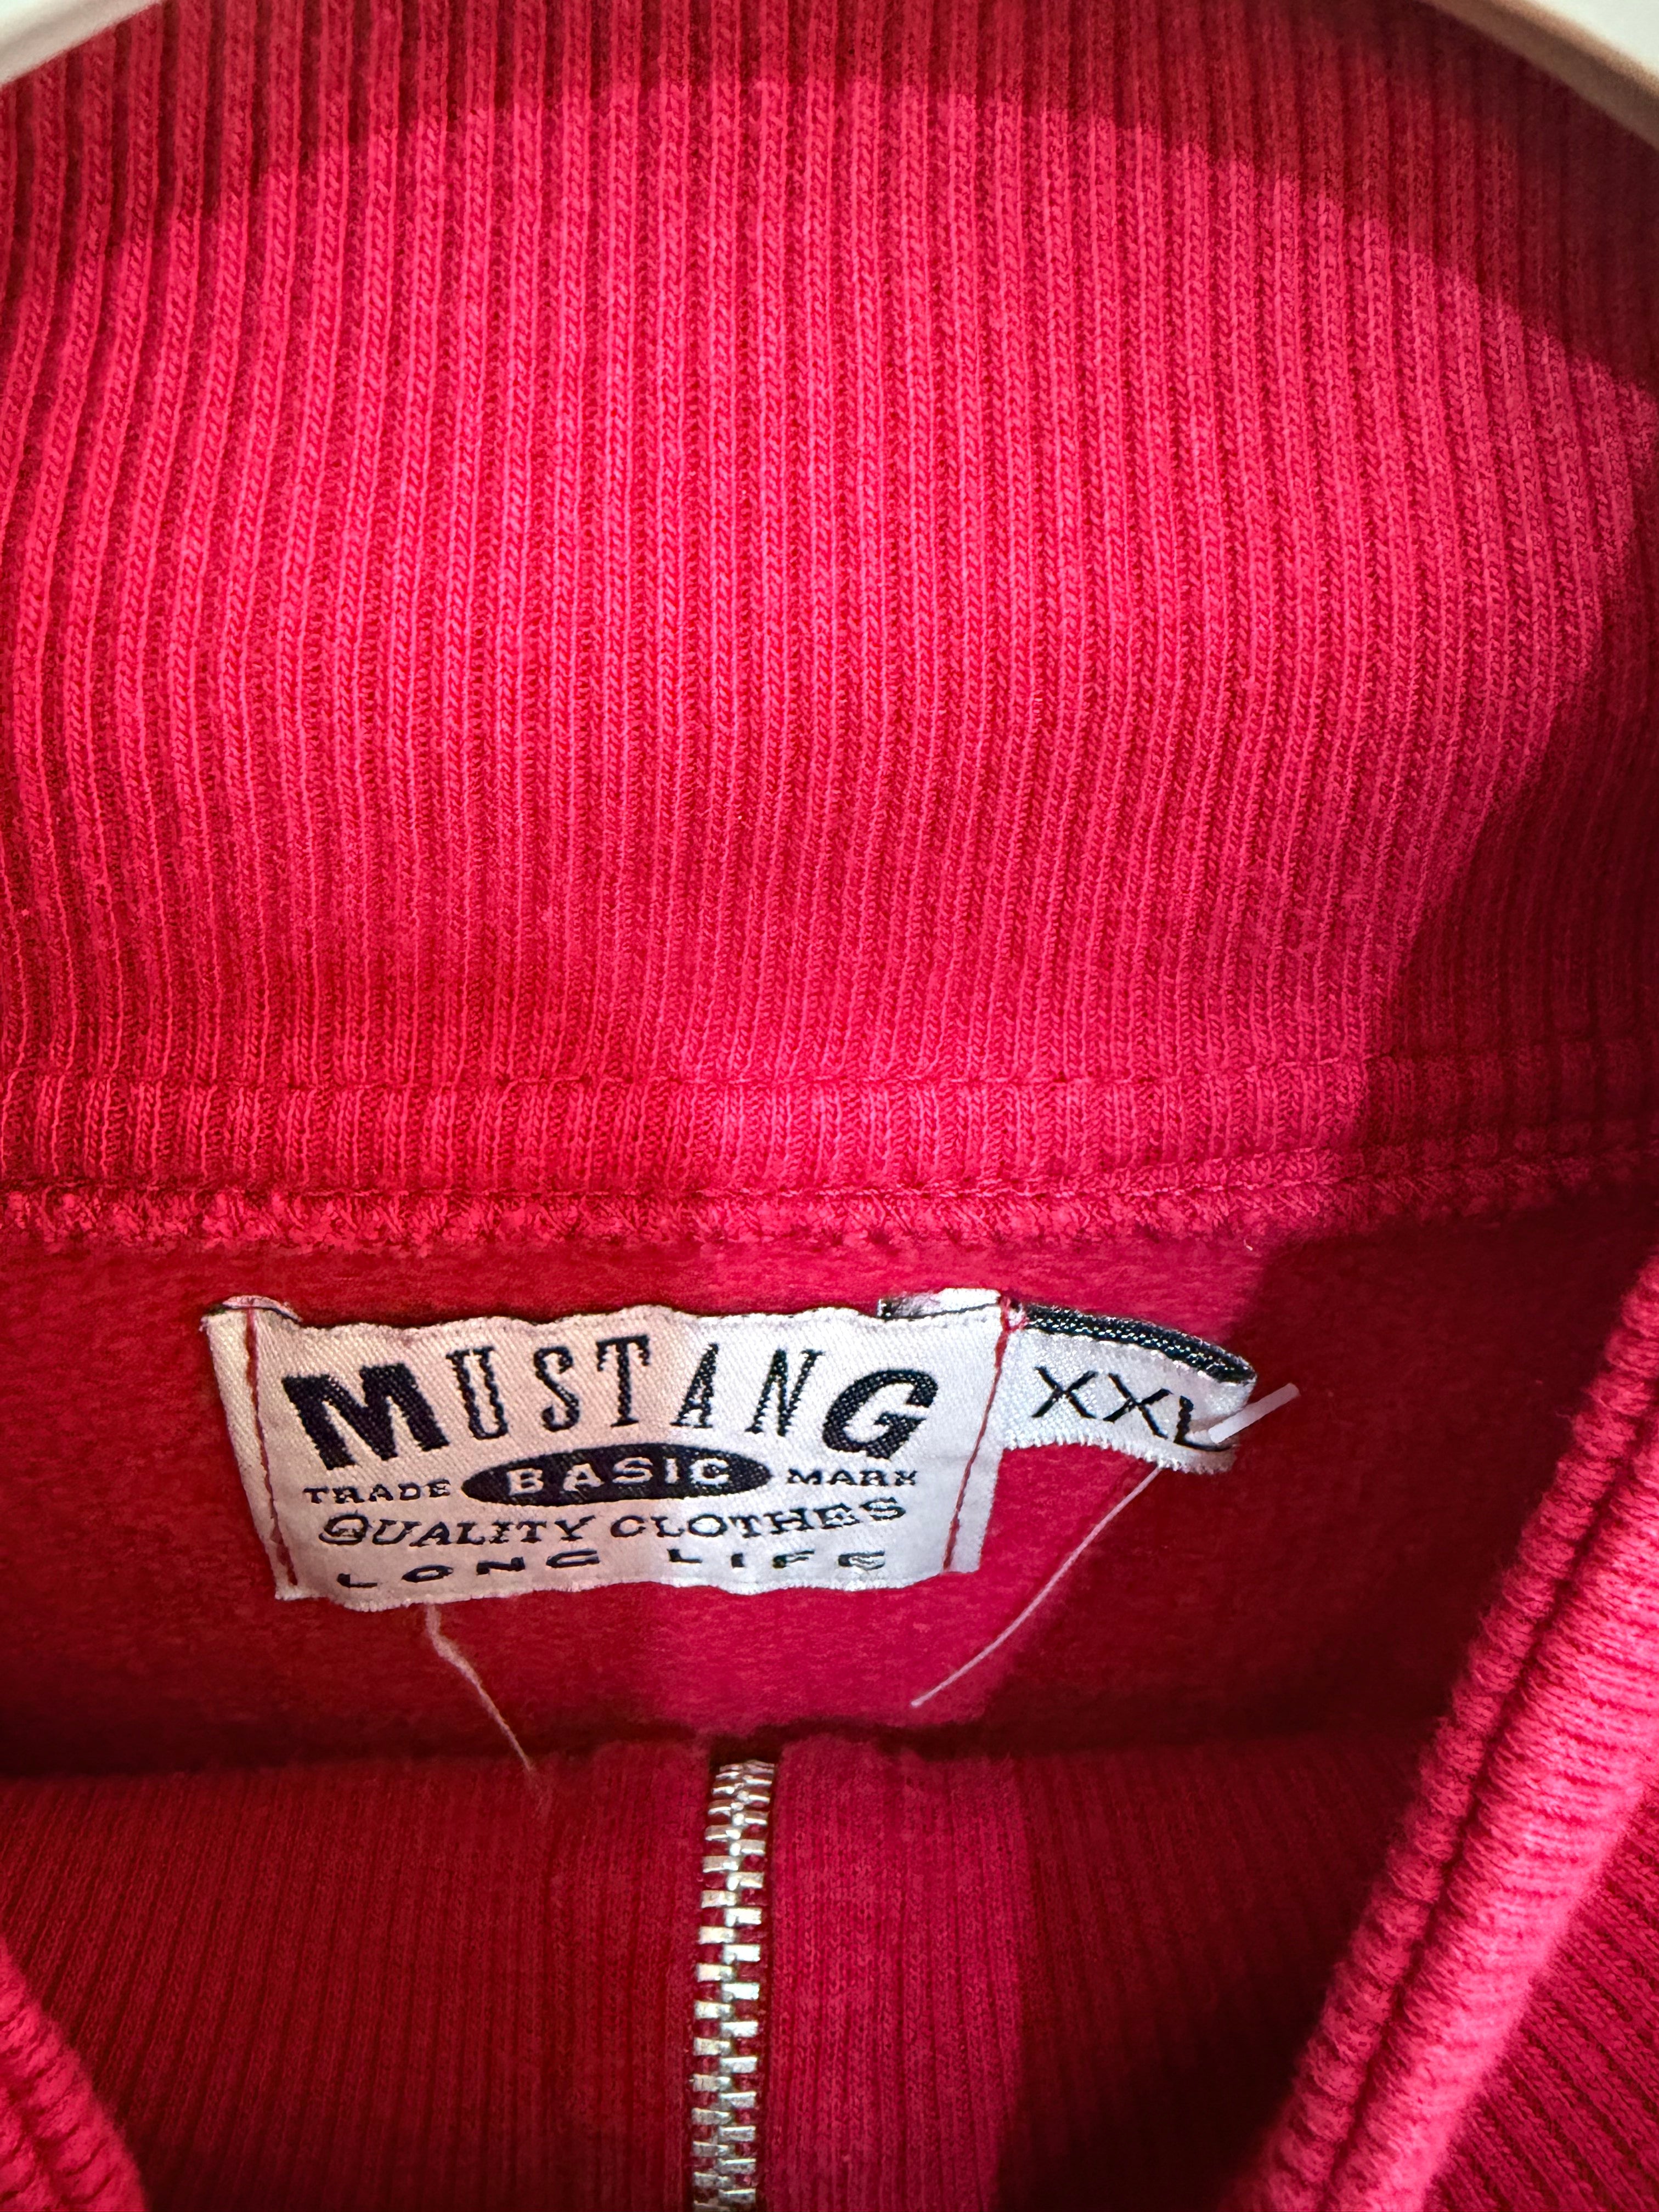 MUSTANG
XXL
TRADE BASIC MARK
QUALITY CLOTHES
LONG LIFE